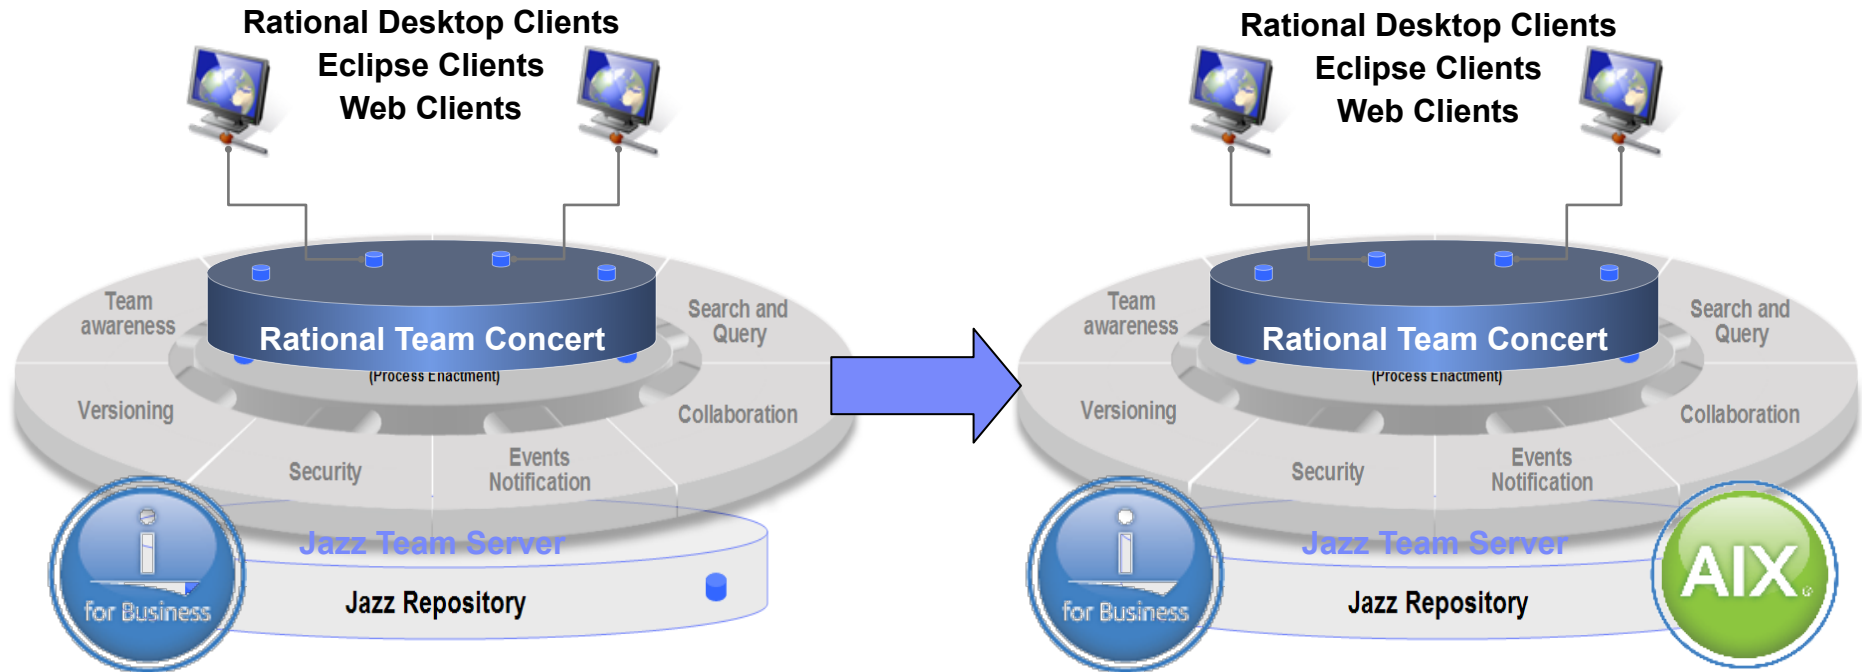 Rational Desktop Clients
Eclipse Clients
Web Clients
Team
awareness
Search and
Query
Rational Team Concert
(Process Enactment)
Versioning
Collaboration
Security
Events
Notification
Jazz Team Server
Jazz Repository
i
for Business
Rational Desktop Clients
Eclipse Clients
Web Clients
Team
awareness
Search and
Query
Rational Team Concert
(Process Enactment)
Versioning
Collaboration
Security
Events
Notification
Jazz Team Server
Jazz Repository
i
for Business
AIX